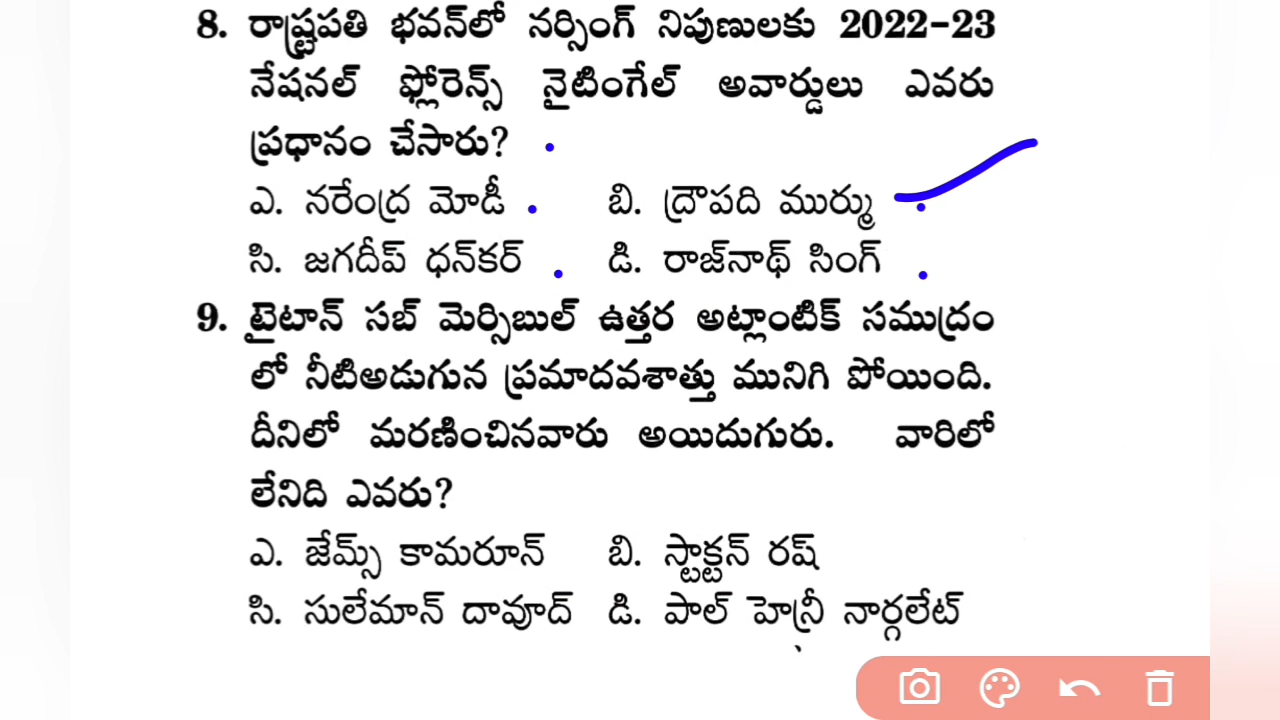 8. రాష్ట్రపతి భవన్‌లో నర్సింగ్ నిపుణులకు 2022-23
నేషనల్ ఫ్లోరెన్స్ నైటింగేల్ అవార్డులు ఎవరు
ప్రధానం చేసారు?
ఎ. నరేంద్ర మోడీ బి. ద్రౌపది ముర్ము
సి. జగదీప్ ధన్‌కర్ డి. రాజ్‌నాథ్ సింగ్
9. టైటాన్ సబ్ మెర్సిబుల్ ఉత్తర అట్లాంటిక్ సముద్రం
లో నీటిఅడుగున ప్రమాదవశాత్తు మునిగి పోయింది.
దీనిలో మరణించినవారు అయిదుగురు. వారిలో
లేనిది ఎవరు?
ఎ. జేమ్స్ కామరూన్ బి. స్టాక్టన్ రష్
సి. సులేమాన్ దావూద్ డి. పాల్ హెన్రీ నార్గలేట్